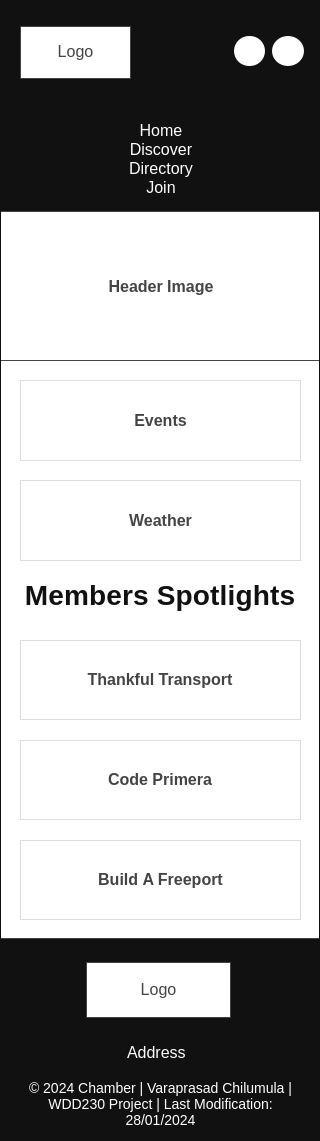 Logo
Home
Discover
Directory
Join
Header Image
Events
Weather
Members Spotlights
Thankful Transport
Code Primera
Build A Freeport
Logo
Address
© 2024 Chamber | Varaprasad Chilumula |
WDD230 Project | Last Modification:
28/01/2024